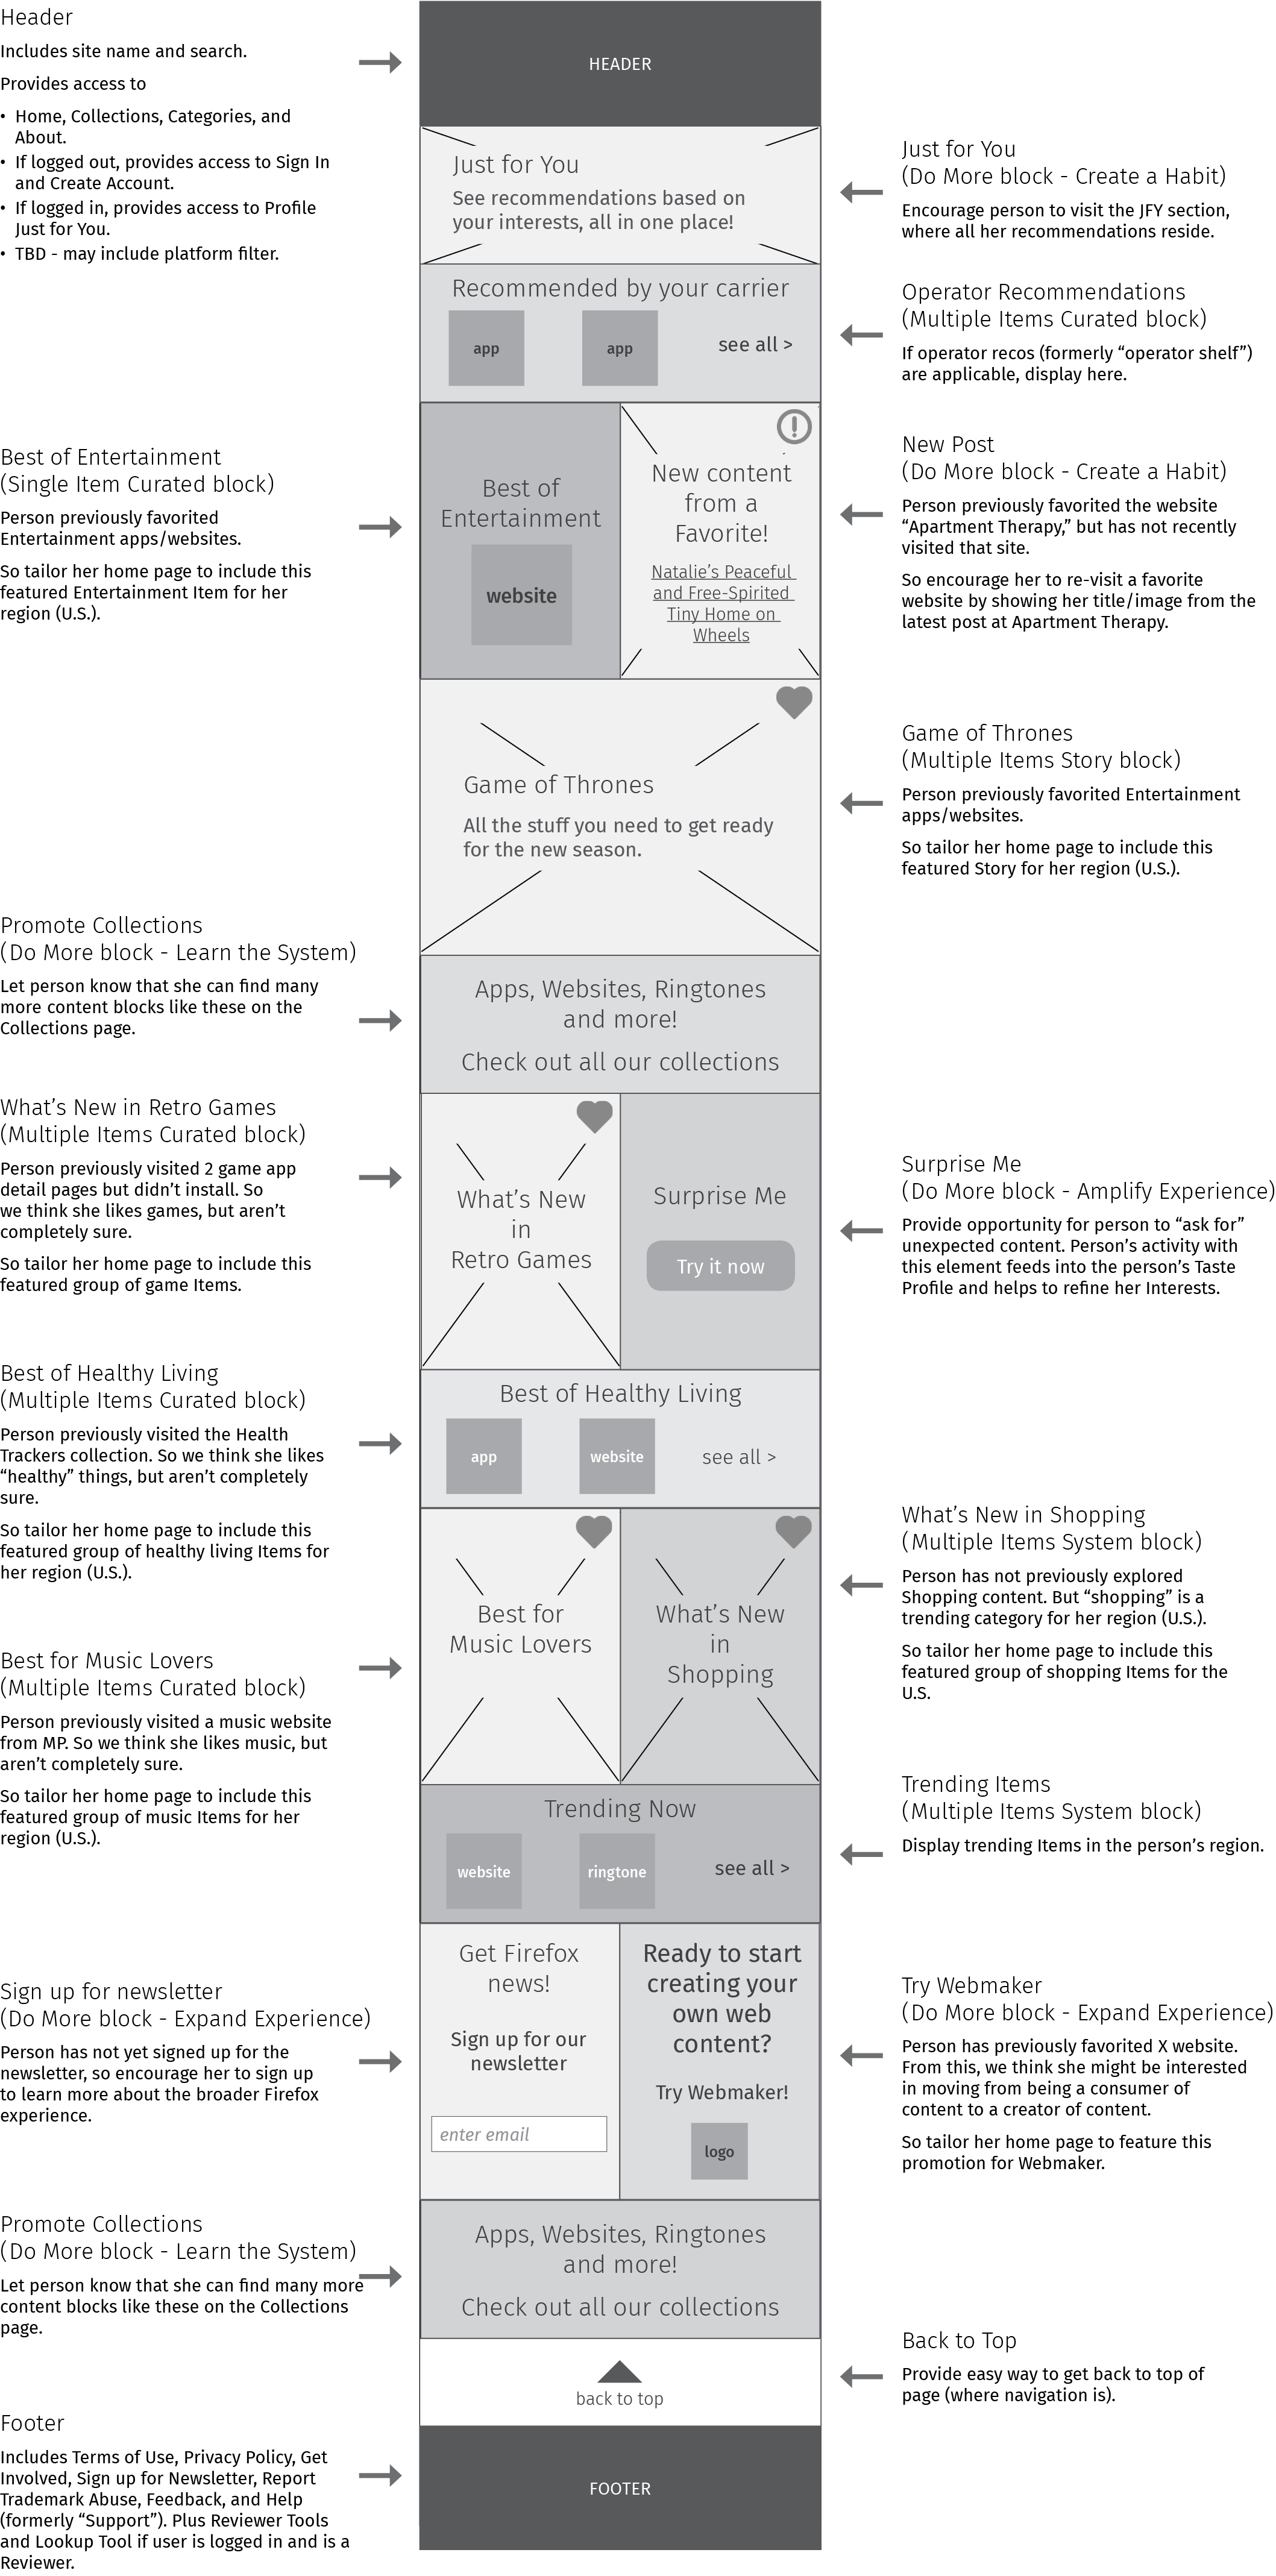 Header
Includes site name and search.
Provides access to
• Home, Collections, Categories, and
About.
• If logged out, provides access to Sign In
and Create Account.
• If logged in, provides access to Profile
Just for You.
• TBD - may include platform filter.
HEADER
Just for You
See recommendations based on
your interests, all in one place!
Just for You
(Do More block - Create a Habit)
Encourage person to visit the JFY section,
where all her recommendations reside.
Recommended by your carrier
app
app
see all >
Operator Recommendations
(Multiple Items Curated block)
If operator recos (formerly “operator shelf”)
are applicable, display here.
Best of Entertainment
(Single Item Curated block)
Person previously favorited
Entertainment apps/websites.
So tailor her home page to include this
featured Entertainment Item for her
region (U.S.).
Best of
Entertainment
website
New content
from a
Favorite!
Natalie’s Peaceful
and Free-Spirited
Tiny Home on
Wheels
New Post
(Do More block - Create a Habit)
Person previously favorited the website
“Apartment Therapy,” but has not recently
visited that site.
So encourage her to re-visit a favorite
website by showing her title/image from the
latest post at Apartment Therapy.
Game of Thrones
All the stuff you need to get ready
for the new season.
Game of Thrones
(Multiple Items Story block)
Person previously favorited Entertainment
apps/websites.
So tailor her home page to include this
featured Story for her region (U.S.).
Promote Collections
(Do More block - Learn the System)
Let person know that she can find many
more content blocks like these on the
Collections page.
Apps, Websites, Ringtones
and more!
Check out all our collections
What’s New in Retro Games
(Multiple Items Curated block)
Person previously visited 2 game app
detail pages but didn’t install. So
we think she likes games, but aren’t
completely sure.
So tailor her home page to include this
featured group of game Items.
What’s New
in
Retro Games
Surprise Me
Try it now
Surprise Me
(Do More block - Amplify Experience)
Provide opportunity for person to “ask for”
unexpected content. Person’s activity with
this element feeds into the person’s Taste
Profile and helps to refine her Interests.
Best of Healthy Living
(Multiple Items Curated block)
Person previously visited the Health
Trackers collection. So we think she likes
“healthy” things, but aren’t completely
sure.
So tailor her home page to include this
featured group of healthy living Items for
her region (U.S.).
Best of Healthy Living
app
website
see all >
Best for
Music Lovers
What’s New
in
Shopping
What’s New in Shopping
(Multiple Items System block)
Person has not previously explored
Shopping content. But “shopping” is a
trending category for her region (U.S.).
So tailor her home page to include this
featured group of shopping Items for the
U.S.
Best for Music Lovers
(Multiple Items Curated block)
Person previously visited a music website
from MP. So we think she likes music, but
aren’t completely sure.
So tailor her home page to include this
featured group of music Items for her
region (U.S.).
Trending Now
website
ringtone
see all >
Trending Items
(Multiple Items System block)
Display trending Items in the person’s region.
Sign up for newsletter
(Do More block - Expand Experience)
Person has not yet signed up for the
newsletter, so encourage her to sign up
to learn more about the broader Firefox
experience.
Get Firefox
news!
Sign up for our
newsletter
enter email
Ready to start
creating your
own web
content?
Try Webmaker!
logo
Try Webmaker
(Do More block - Expand Experience)
Person has previously favorited X website.
From this, we think she might be interested
in moving from being a consumer of
content to a creator of content.
So tailor her home page to feature this
promotion for Webmaker.
Promote Collections
(Do More block - Learn the System)
Let person know that she can find many more
content blocks like these on the Collections
page.
Apps, Websites, Ringtones
and more!
Check out all our collections
back to top
Back to Top
Provide easy way to get back to top of
page (where navigation is).
Footer
Includes Terms of Use, Privacy Policy, Get
Involved, Sign up for Newsletter, Report
Trademark Abuse, Feedback, and Help
(formerly “Support”). Plus Reviewer Tools
and Lookup Tool if user is logged in and is a
Reviewer.
FOOTER